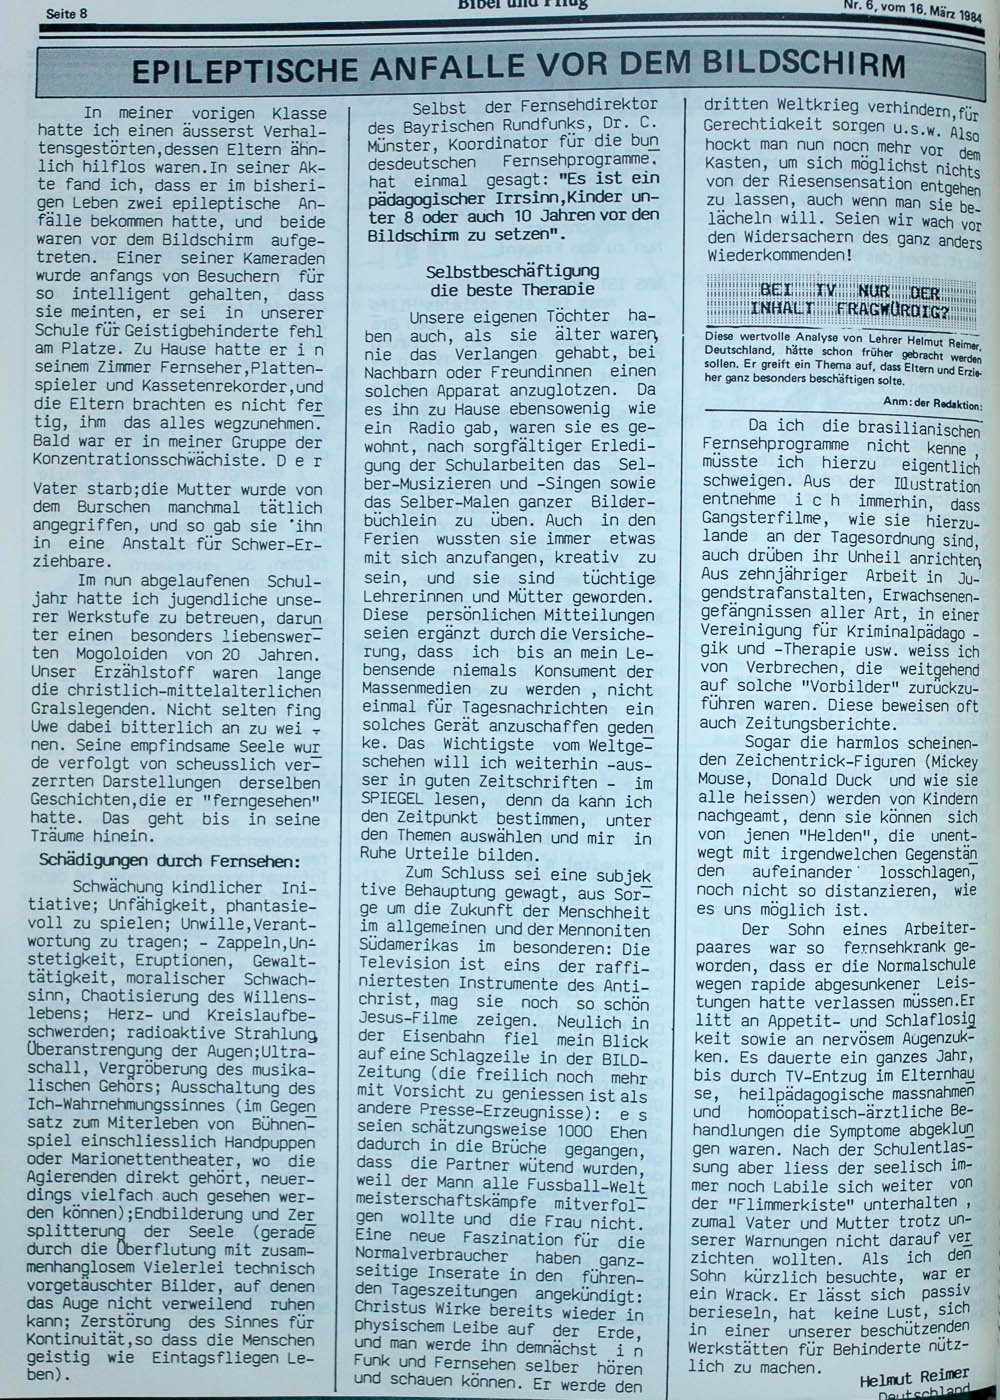 Seite 8
Bibel und Pflug
Nr. 6, vom 16. März 1984
EPILEPTISCHE ANFALLE VOR DEM BILDSCHIRM
In meiner vorigen Klasse
hatte ich einen äusserst Verhal-
tensgestörten,dessen Eltern ähn-
lich hilflos waren.In seiner Ak-
te fand ich, dass er im bisheri-
gen Leben zwei epileptische An-
fälle bekommen hatte, und beide
waren vor dem Bildschirm aufge-
treten. Einer seiner Kameraden
wurde anfangs von Besuchern für
so intelligent gehalten, dass
sie meinten, er sei in unserer
Schule für Geistigbehinderte fehl
am Platze. Zu Hause hatte er i n
seinem Zimmer Fernseher,Platten-
spieler und Kassetenrekorder,und
die Eltern brachten es nicht fer
tig, ihm das alles wegzunehmen.
Bald war er in meiner Gruppe der
Konzentrationsschwächiste. D e r
Vater starb;die Mutter wurde von
dem Burschen manchmal tätlich
angegriffen, und so gab sie ihn
in eine Anstalt für Schwer-Er-
ziehbare.
Im nun abgelaufenen Schul-
jahr hatte ich jugendliche unse-
rer Werkstufe zu betreuen, darun
ter einen besonders liebenswer-
ten Mogoloiden von 20 Jahren.
Unser Erzählstoff waren lange
die christlich-mittelalterlichen
Gralslegenden. Nicht selten fing
Uwe dabei bitterlich an zu wei -
nen. Seine empfindsame Seele wur
de verfolgt von scheusslich ver-
zerrten Darstellungen derselben
Geschichten,die er "ferngesehen"
hatte. Das geht bis in seine
Träume hinein.
Schädigungen durch Fernsehen:
Schwächung kindlicher Ini-
tiative; Unfähigkeit, phantasie-
voll zu spielen; Unwille,Verant-
wortung zu tragen; - Zappeln,Un-
stetigkeit, Eruptionen, Gewalt-
tätigkeit, moralischer Schwach-
sinn, Chaotisierung des Willens-
lebens; Herz- und Kreislaufbe-
schwerden; radioaktive Strahlung
Überanstrengung der Augen;Ultra-
schall, Vergröberung des musika-
lischen Gehörs; Ausschaltung des
Ich-Wahrnehmungssinnes (im Gegen
satz zum Miterleben von Bühnen-
spiel einschliesslich Handpuppen
oder Marionettentheater, wo die
Agierenden direkt gehört, neuer-
dings vielfach auch gesehen wer-
den können);Endbilderung und Zer
splitterung der Seele (gerade
durch die Überflutung mit zusam-
menhanglosem Vielerlei technisch
vorgetäuschter Bilder, auf denen
das Auge nicht verweilend ruhen
kann; Zerstörung des Sinnes für
Kontinuität,so dass die Menschen
geistig wie Eintagsfliegen Le-
ben).
Selbst der Fernsehdirektor
des Bayrischen Rundfunks, Dr. C.
Münster, Koordinator für die bun
desdeutschen Fernsehprogramme,
hat einmal gesagt: "Es ist ein
pädagogischer Irrsinn,Kinder un-
ter 8 oder auch 10 Jahren vor den
Bildschirm zu setzen".
Selbstbeschäftigung
die beste Therapie
Unsere eigenen Töchter ha-
ben auch, als sie älter waren,
nie das Verlangen gehabt, bei
Nachbarn oder Freundinnen einen
solchen Apparat anzuglotzen. Da
es ihn zu Hause ebensowenig wie
ein Radio gab, waren sie es ge-
wohnt, nach sorgfältiger Erledi-
gung der Schularbeiten das Sel-
ber-Musizieren und -Singen sowie
das Selber-Malen ganzer Bilder-
büchlein zu üben. Auch in den
Ferien wussten sie immer etwas
mit sich anzufangen, kreativ zu
sein, und sie sind tüchtige
Lehrerinnen und Mütter geworden.
Diese persönlichen Mitteilungen
seien ergänzt durch die Versiche-
rung, dass ich bis an mein Le-
bensende niemals Konsument der
Massenmedien zu werden , nicht
einmal für Tagesnachrichten ein
solches Gerät anzuschaffen geden
ke. Das Wichtigste vom Weltge-
schehen will ich weiterhin -aus-
ser in guten Zeitschriften - im
SPIEGEL lesen, denn da kann ich
den Zeitpunkt bestimmen, unter
den Themen auswählen und mir in
Ruhe Urteile bilden.
Zum Schluss sei eine subjek
tive Behauptung gewagt, aus Sor-
ge um die Zukunft der Menschheit
im allgemeinen und der Mennoniten
Südamerikas im besonderen: Die
Television ist eins der raffi-
niertesten Instrumente des Anti-
christ, mag sie noch so schön
Jesus-Filme zeigen. Neulich in
der Eisenbahn fiel mein Blick
auf eine Schlagzeile in der BILD-
Zeitung (die freilich noch mehr
mit Vorsicht zu geniessen ist als
andere Presse-Erzeugnisse): e s
seien schätzungsweise 1000 Ehen
dadurch in die Brüche gegangen,
dass die Partner wütend wurden,
weil der Mann alle Fussball-Welt
meisterschaftskämpfe mitverfol-
gen wollte und die Frau nicht.
Eine neue Faszination für die
Normalverbraucher haben ganz-
seitige Inserate in den führen-
den Tageszeitungen angekündigt:
Christus Wirke bereits wieder in
physischem Leibe auf der Erde,
und man werde ihn demnächst i n
Funk und Fernsehen selber hören
und schauen können. Er werde den
dritten Weltkrieg verhindern,für
Gerechtigkeit sorgen u.s.w. Also
hockt man nun noch mehr vor dem
Kasten, um sich möglichst nichts
von der Riesensensation entgehen
zu lassen, auch wenn man sie be-
lächeln will. Seien wir wach vor
den Widersachern des ganz anders
Wiederkommenden!
BEI TV NUR DER
INHALT FRAGWÜRDIG?
Diese wertvolle Analyse von Lehrer Helmut Reimer,
Deutschland, hätte schon früher gebracht werden
sollen. Er greift ein Thema auf, dass Eltern und Erzie-
her ganz besonders beschäftigen solte.
Anm: der Redaktion:
Da ich die brasilianischen
Fernsehprogramme nicht kenne ,
müsste ich hierzu eigentlich
schweigen. Aus der Illustration
entnehme i c h immerhin, dass
Gangsterfilme, wie sie hierzu-
lande an der Tagesordnung sind,
auch drüben ihr Unheil anrichten,
Aus zehnjähriger Arbeit in Ju-
gendstrafanstalten, Erwachsenen-
gefängnissen aller Art, in einer
Vereinigung für Kriminalpädago -
gik und -Therapie usw. weiss ich
von Verbrechen, die weitgehend
auf solche "Vorbilder" zurückzu-
führen waren. Diese beweisen oft
auch Zeitungsberichte.
Sogar die harmlos scheinen-
den Zeichentrick-Figuren (Mickey
Mouse, Donald Duck und wie sie
alle heissen) werden von Kindern
nachgeamt, denn sie können sich
von jenen "Helden", die unent-
wegt mit irgendwelchen Gegenstän
den aufeinander losschlagen,
noch nicht so distanzieren, wie
es uns möglich ist.
Der Sohn eines Arbeiter-
paares war so fernsehkrank ge-
worden, dass er die Normalschule
wegen rapide abgesunkener Leis-
tungen hatte verlassen müssen.Er
litt an Appetit- und Schlaflosig
keit sowie an nervösem Augenzuk-
ken. Es dauerte ein ganzes Jahr,
bis durch TV-Entzug im Elternhau
se, heilpädagogische massnahmen
und homöopatisch-ärztliche Be-
handlungen die Symptome abgeklun
gen waren. Nach der Schulentlas-
sung aber liess der seelisch im-
mer noch Labile sich weiter von
der "Flimmerkiste" unterhalten ,
zumal Vater und Mutter trotz un-
serer Warnungen nicht darauf ver
zichten wollten. Als ich den
Sohn kürzlich besuchte, war er
ein Wrack. Er lässt sich passiv
berieseln, hat keine Lust, sich
in einer unserer beschützenden
Werkstätten für Behinderte nütz-
lich zu machen.
Helmut Reimer
Deutschland